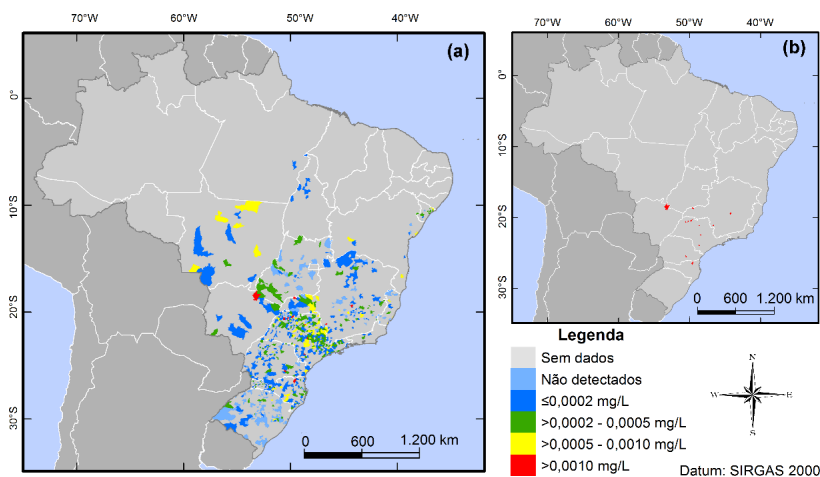 70°W 60°W 50°W 40°W
(a)
0°
10°S
20°S
30°S
0 600 1.200 km
70°W 60°W 50°W 40°W
(b)
0°
10°S
20°S
30°S
0 600 1.200 km
Legenda
Sem dados
Não detectados
≤0,0002 mg/L
>0,0002 - 0,0005 mg/L
>0,0005 - 0,0010 mg/L
>0,0010 mg/L
N
W E
S
Datum: SIRGAS 2000